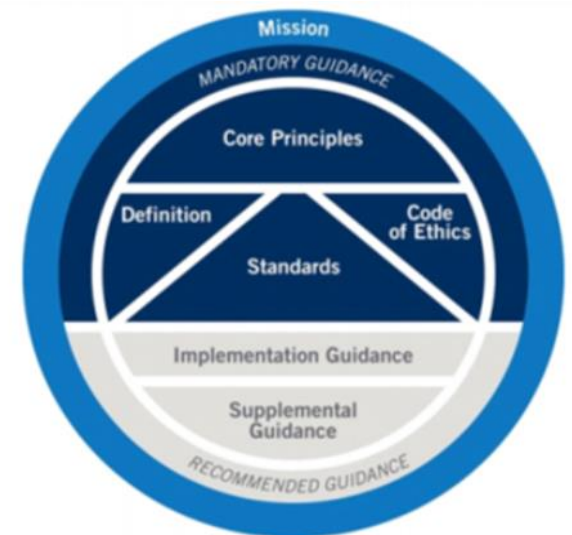 Mission
MANDATORY GUIDANCE
Core Principles
Definition
Code
of Ethics
Standards
Implementation Guidance
Supplemental
Guidance
RECOMMENDED GUIDANCE